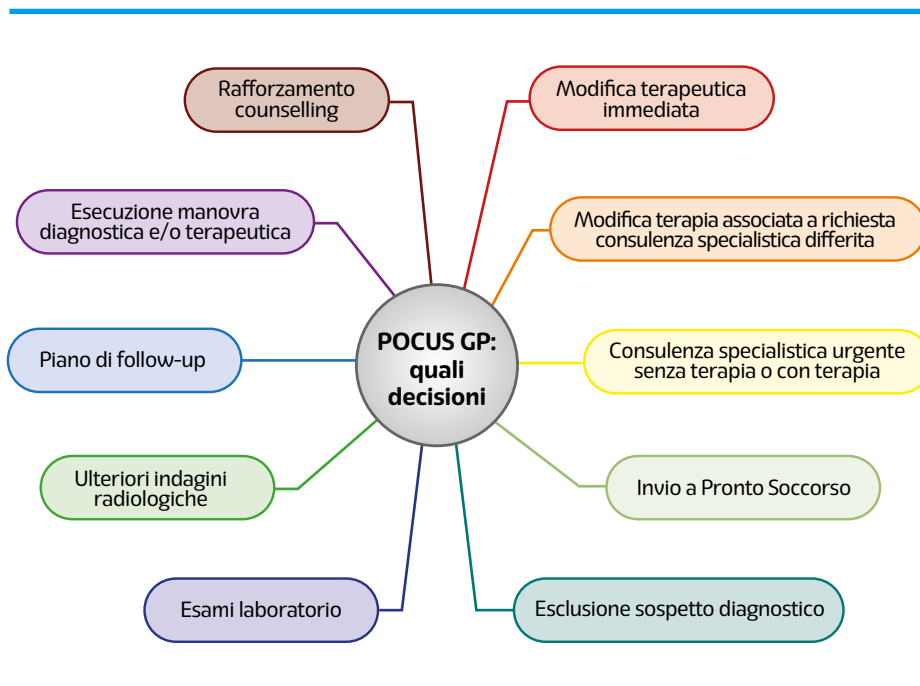 Rafforzamento
counselling
Modifica terapeutica
immediata
Esecuzione manovra
diagnostica e/o terapeutica
Modifica terapia associata a richiesta
consulenza specialistica differita
POCUS GP:
quali
decisioni
Piano di follow-up
Consulenza specialistica urgente
senza terapia o con terapia
Ulteriori indagini
radiologiche
Invio a Pronto Soccorso
Esami laboratorio
Esclusione sospetto diagnostico